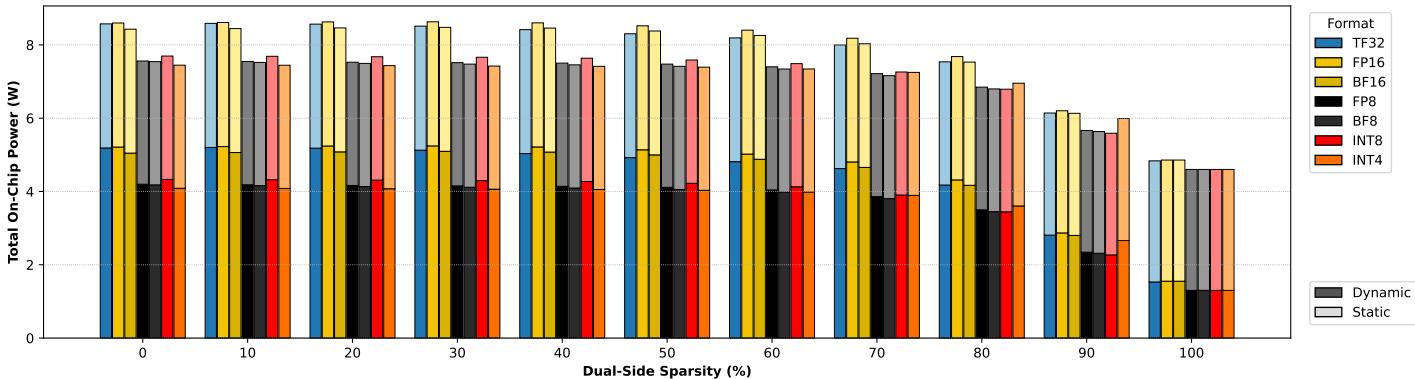 Total On-Chip Power (W)
8
6
4
2
0
0 10 20 30 40 50 60 70 80 90 100
Dual-Side Sparsity (%)
Format
TF32
FP16
BF16
FP8
BF8
INT8
INT4
Dynamic
Static